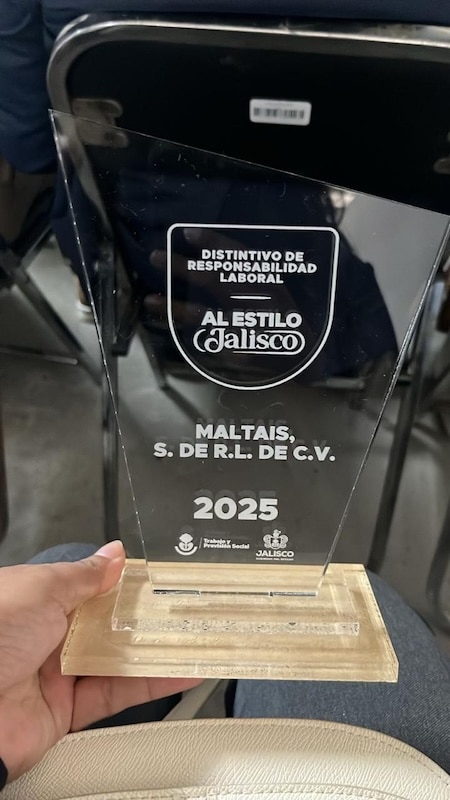 DISTINTIVO DE
RESPONSABILIDAD
LABORAL
AL ESTILO
Jalisco
MALTAIS,
S. DE R.L. DE C.V.
2025
Trabajo y
Previsión Social
JALISCO